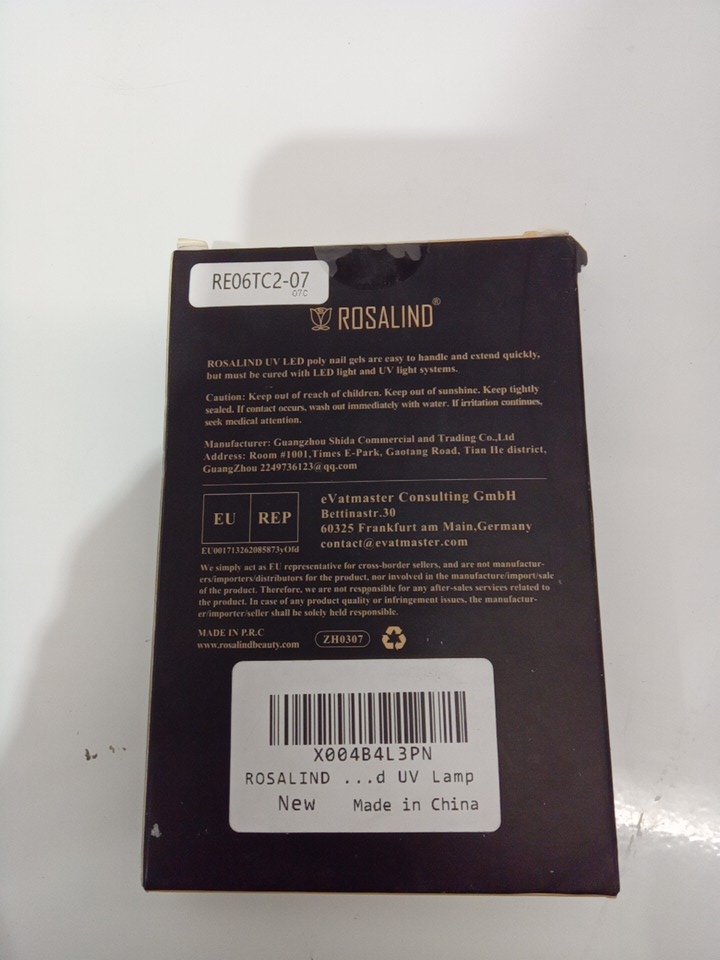 RE06TC2-07
07C
ROSALIND®
ROSALIND UV LED poly nail gels are easy to handle and extend quickly,
but must be cured with LED light and UV light systems.
Caution: Keep out of reach of children. Keep out of sunshine. Keep tightly
sealed. If contact occurs, wash out immediately with water. If irritation continues,
seek medical attention.
Manufacturer: Guangzhou Shida Commercial and Trading Co.,Ltd
Address: Room #1001,Times E-Park, Gaotang Road, Tian He district,
GuangZhou 2249736123@qq.com
EU REP
EU001713262085873yOfd
eVatmaster Consulting GmbH
Bettinastr.30
60325 Frankfurt am Main,Germany
contact@evatmaster.com
We simply act as EU representative for cross-border sellers, and are not manufactur-
ers/importers/distributors for the product, nor involved in the manufacture/import/sale
of the product. Therefore, we are not responsible for any after-sales services related to
the product. In case of any product quality or infringement issues, the manufactur-
er/importer/seller shall be solely held responsible.
MADE IN P.R.C
www.rosalindbeauty.com
ZH0307
X004B4L3PN
ROSALIND ...d UV Lamp
New Made in China